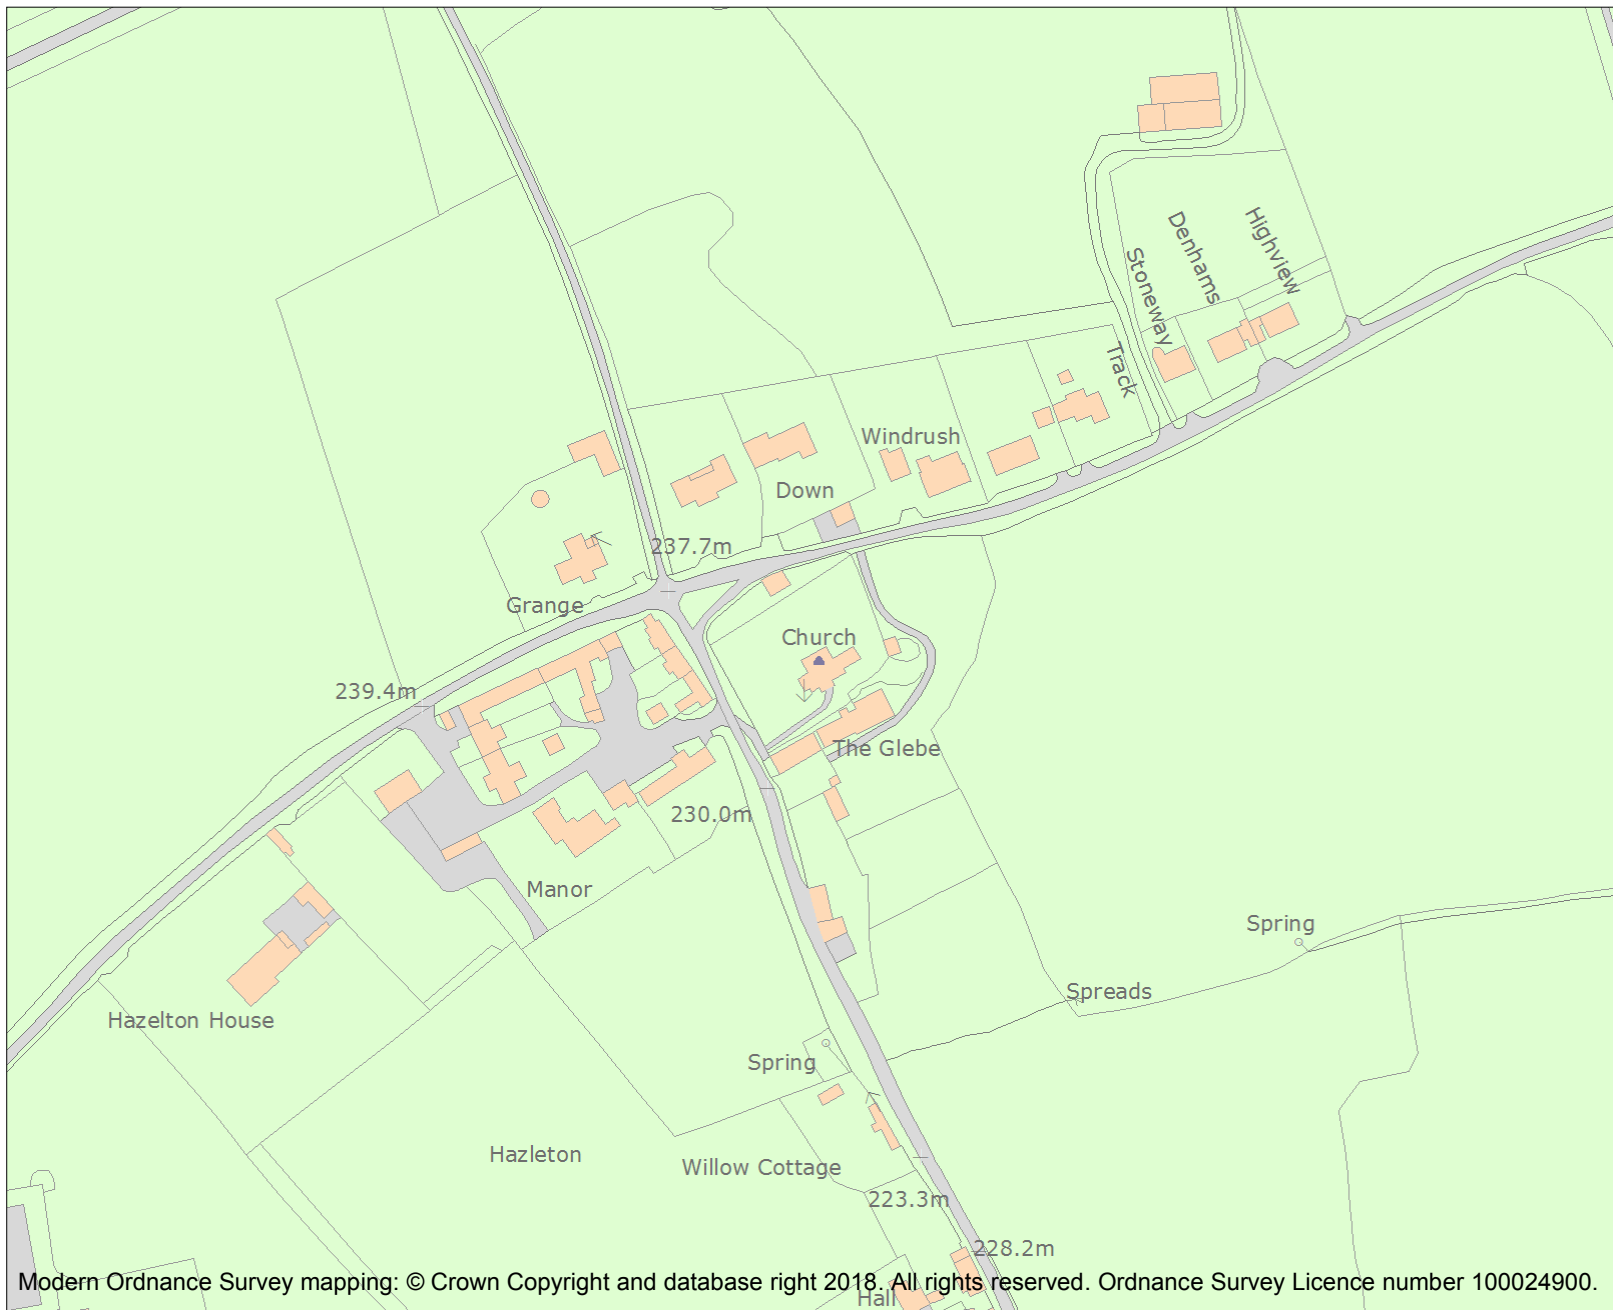 Highview
Denhams
Stoneway
Track
Windrush
Down
237.7m
Grange
Church
239.4m
The Glebe
230.0m
Manor
Spring
Spreads
Hazelton House
Spring
Hazleton
Willow Cottage
223.3m
228.2m
Modern Ordnance Survey mapping: © Crown Copyright and database right 2018. All rights reserved. Ordnance Survey Licence number 100024900.
Hall